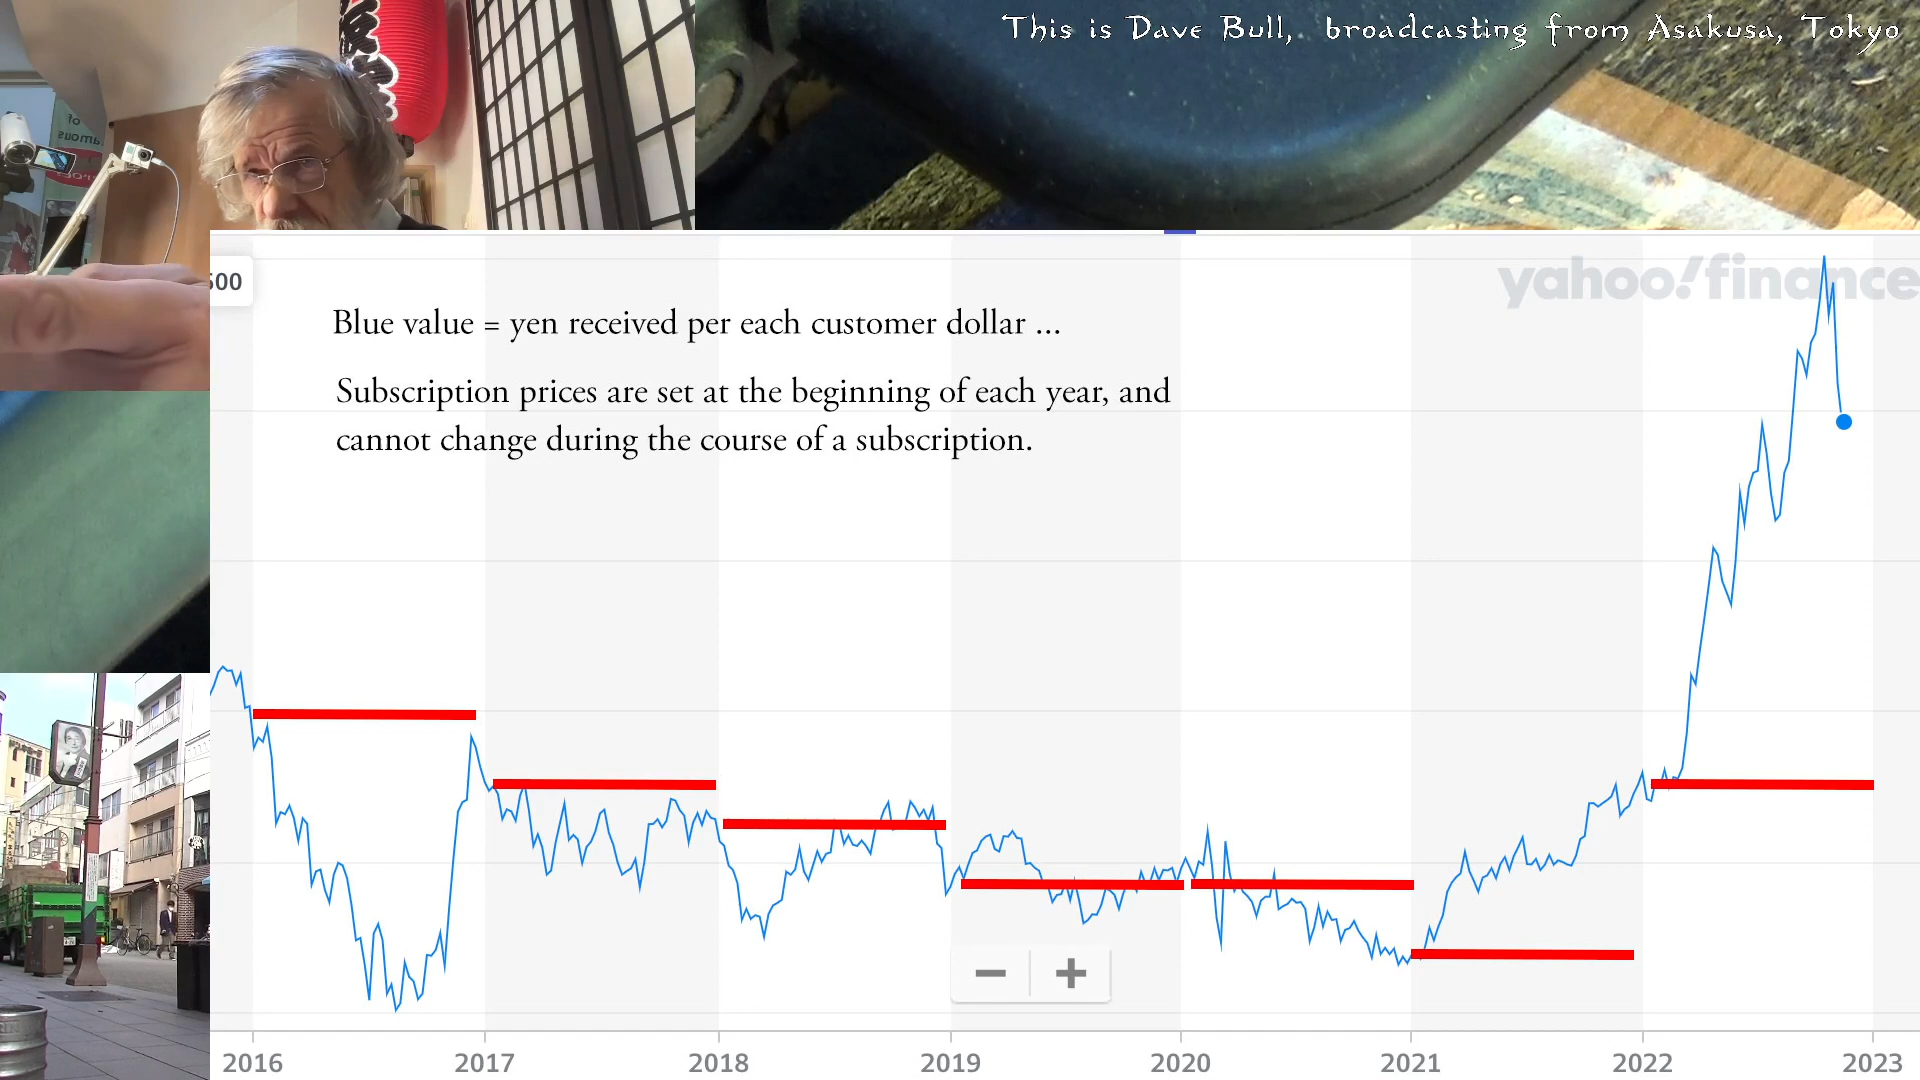 This is Dave Bull, broadcasting from Asakusa, Tokyo
of
yahoo!finance
500
Blue value = yen received per each customer dollar ...
Subscription prices are set at the beginning of each year, and
cannot change during the course of a subscription.
− +
2016 2017 2018 2019 2020 2021 2022 2023